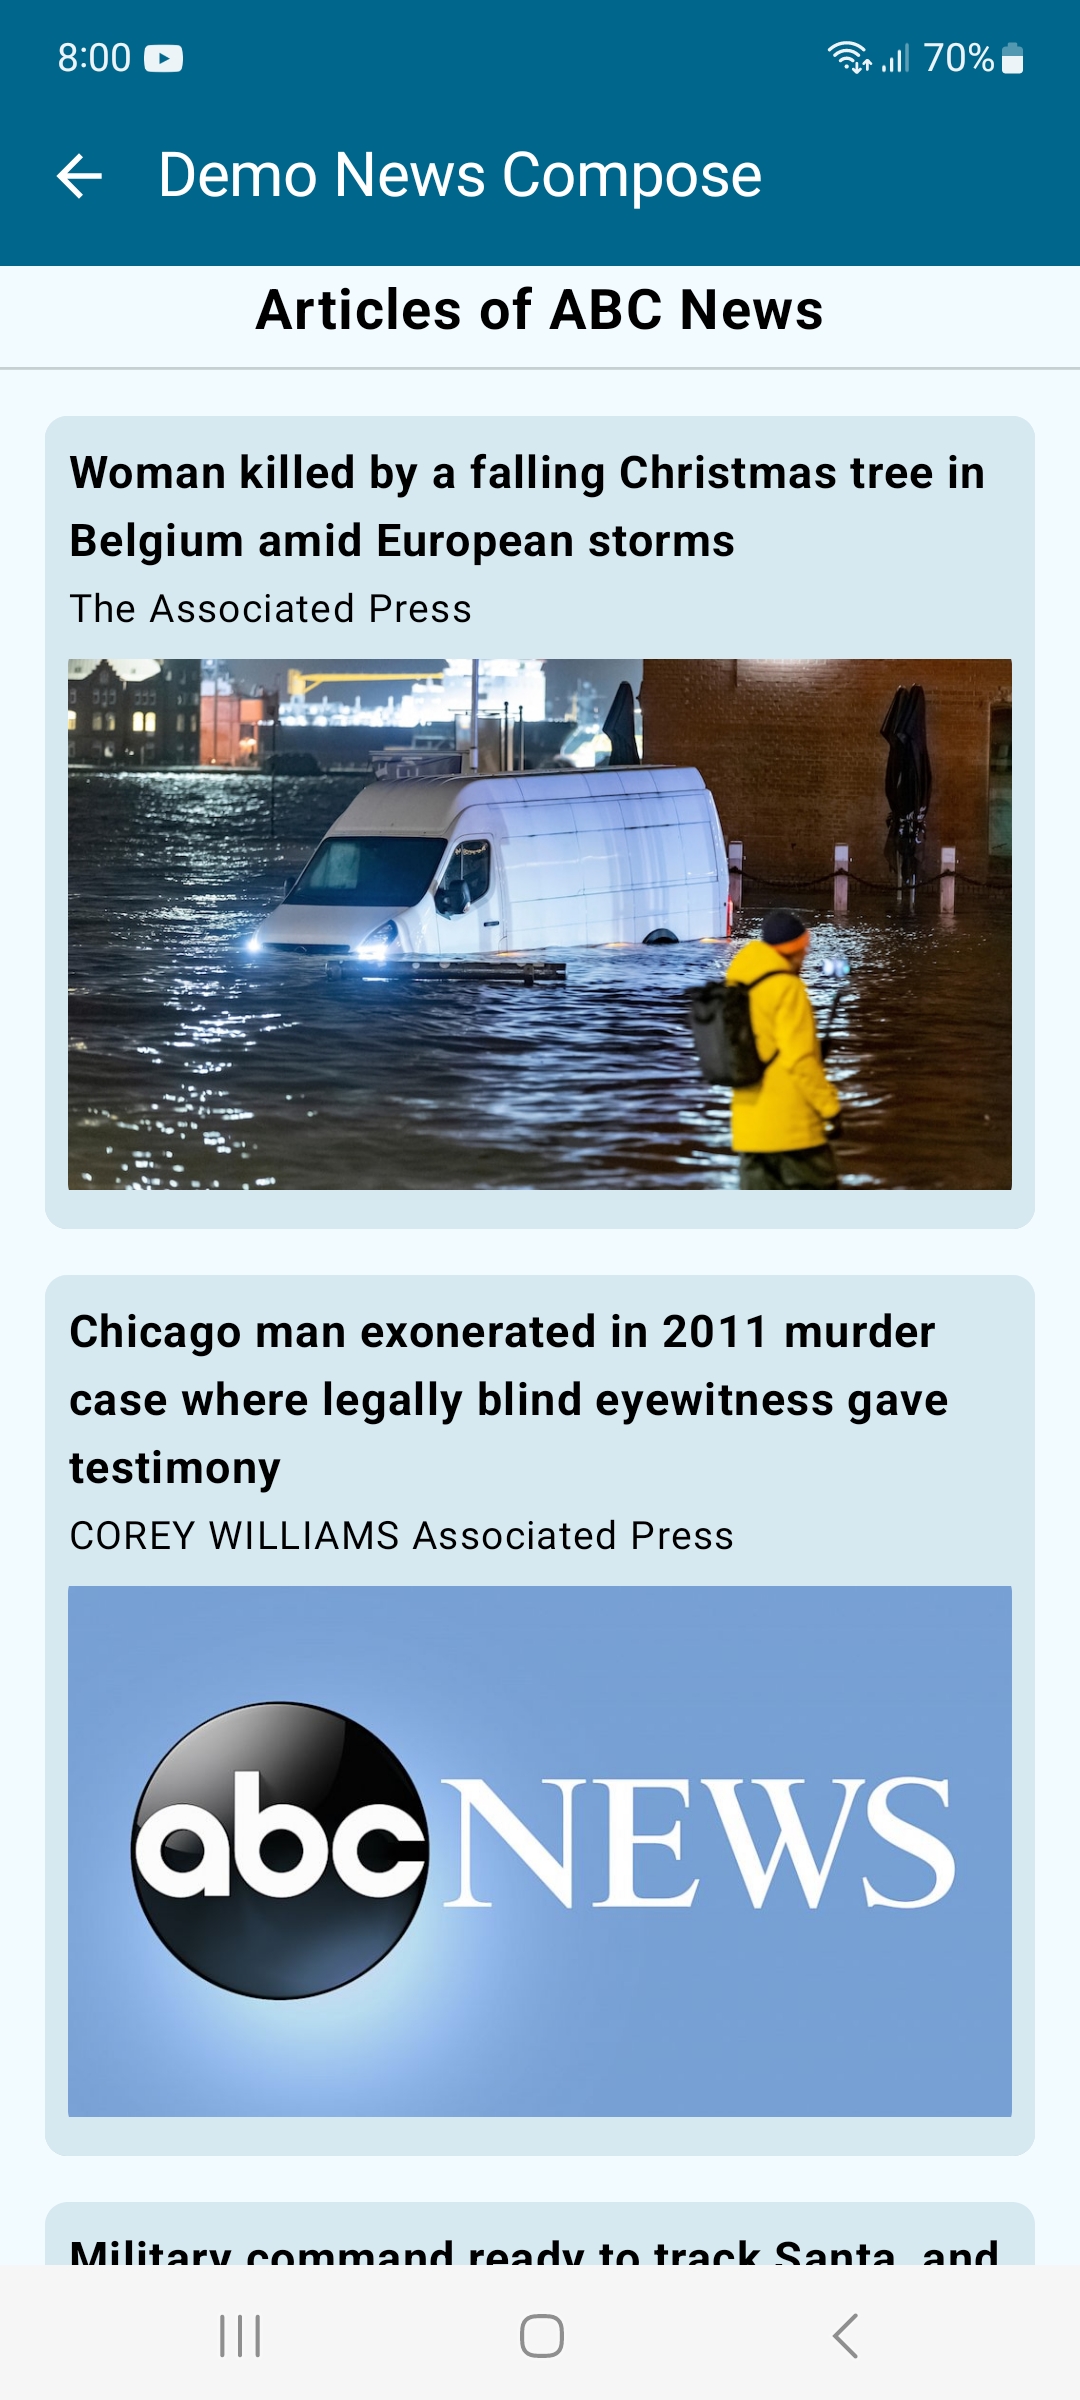 8:00
70%
Demo News Compose
Articles of ABC News
Woman killed by a falling Christmas tree in
Belgium amid European storms
The Associated Press
Chicago man exonerated in 2011 murder
case where legally blind eyewitness gave
testimony
COREY WILLIAMS Associated Press
abc NEWS
Military command ready to track Santa, and